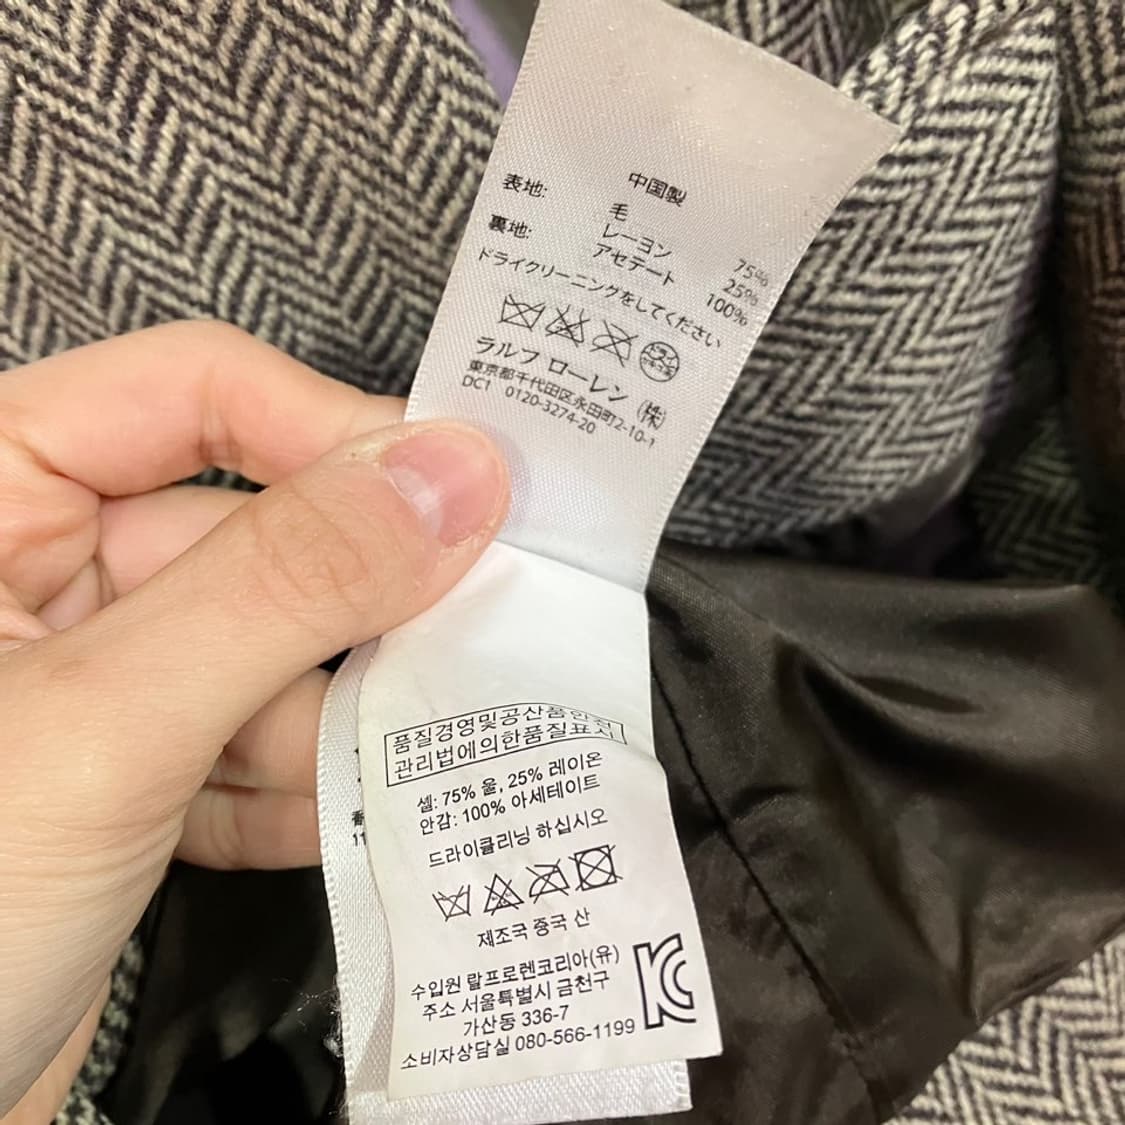 中国製
表地:
毛 75%
レーヨン 25%
裏地:
アセテート 100%
ドライクリーニングをしてください
ラルフ ローレン (株)
東京都千代田区永田町2-10-1
DC1 0120-3274-20
품질경영및공산품안전
관리법에의한품질표시
셀: 75% 울, 25% 레이온
안감: 100% 아세테이트
드라이클리닝 하십시오
제조국 중국 산
수입원 랄프로렌코리아(유)
주소 서울특별시 금천구
가산동 336-7
소비자상담실 080-566-1199